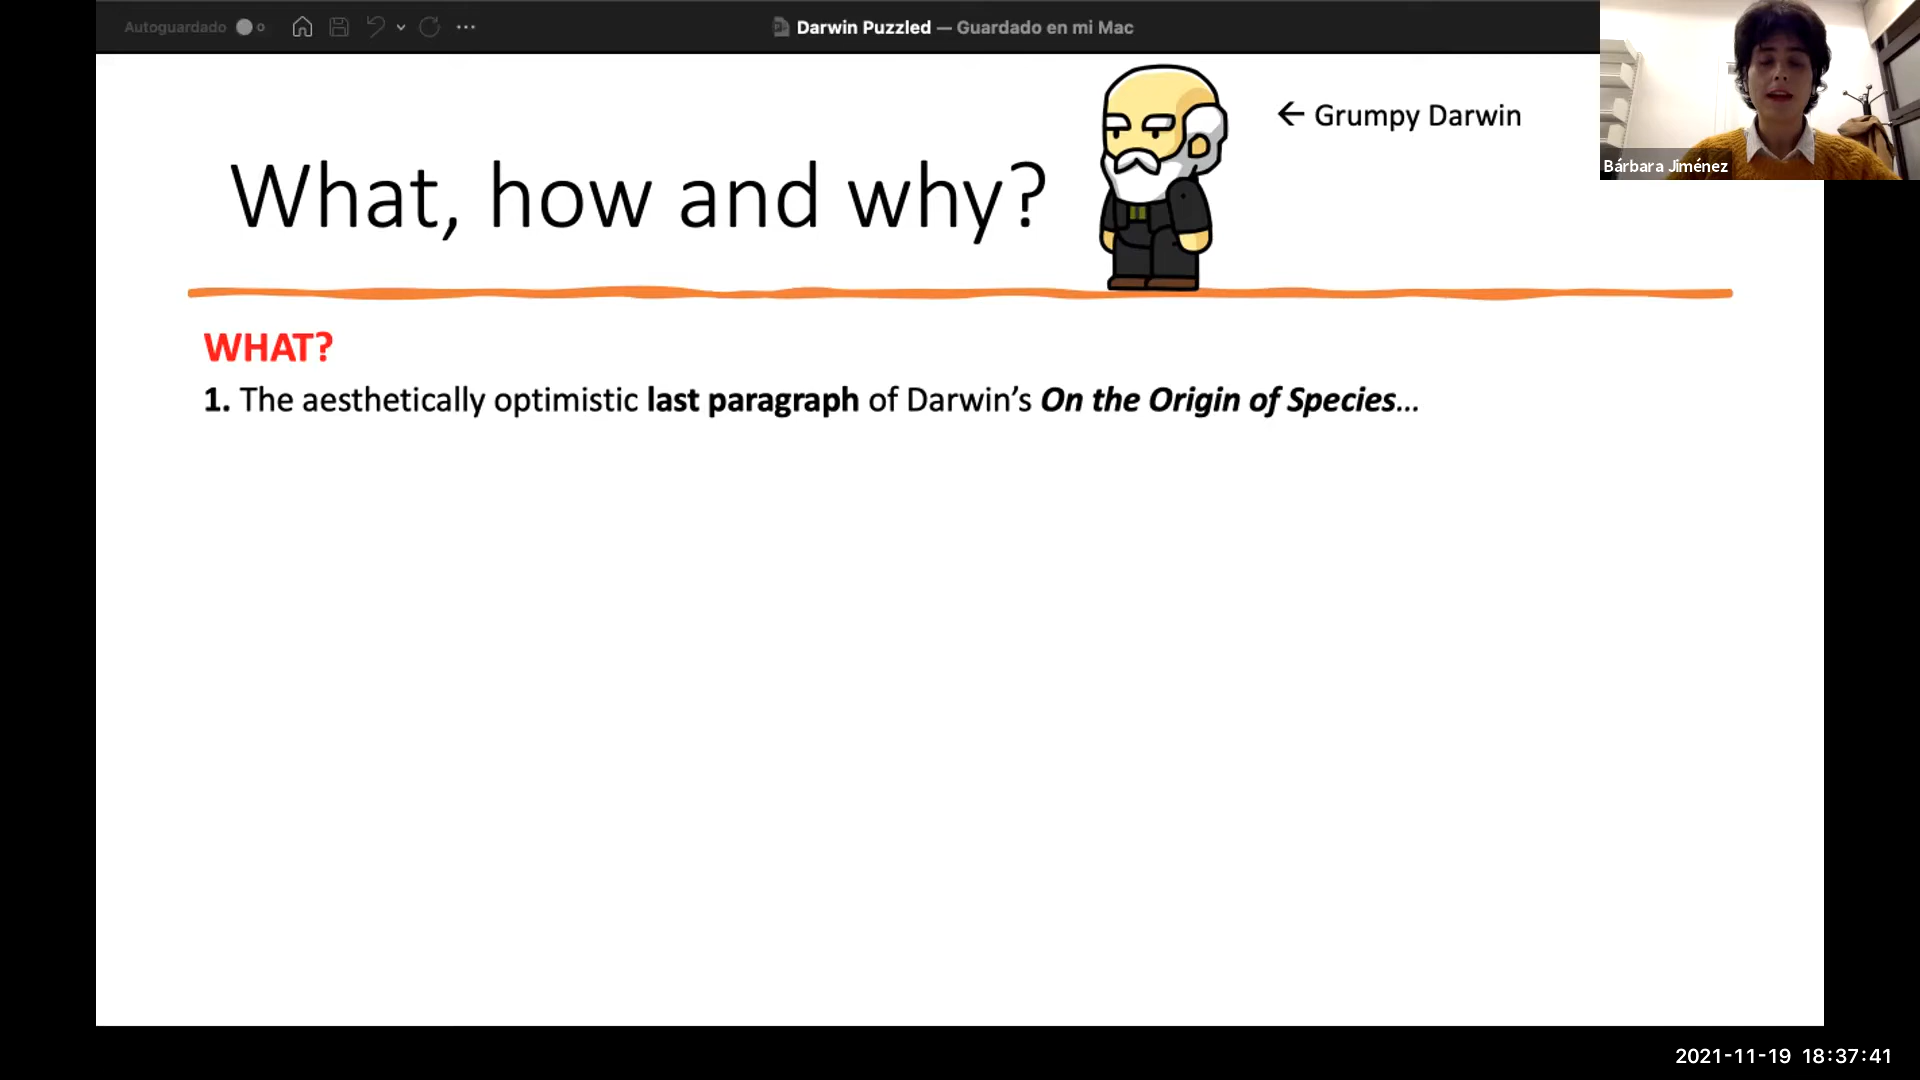 Autoguardado
Darwin Puzzled — Guardado en mi Mac
← Grumpy Darwin
Bárbara Jiménez
What, how and why?
WHAT?
1. The aesthetically optimistic last paragraph of Darwin’s On the Origin of Species...
2021-11-19 18:37:41